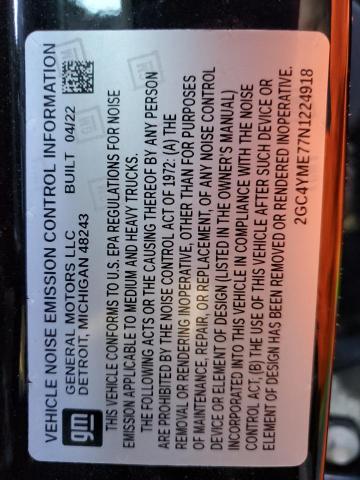 VEHICLE NOISE EMISSION CONTROL INFORMATION
gm
GENERAL MOTORS LLC BUILT 04/22
DETROIT, MICHIGAN 48243
THIS VEHICLE CONFORMS TO U.S. EPA REGULATIONS FOR NOISE
EMISSION APPLICABLE TO MEDIUM AND HEAVY TRUCKS.
THE FOLLOWING ACTS OR THE CAUSING THEREOF BY ANY PERSON
ARE PROHIBITED BY THE NOISE CONTROL ACT OF 1972: (A) THE
REMOVAL OR RENDERING INOPERATIVE, OTHER THAN FOR PURPOSES
OF MAINTENANCE, REPAIR, OR REPLACEMENT, OF ANY NOISE CONTROL
DEVICE OR ELEMENT OF DESIGN (LISTED IN THE OWNER'S MANUAL)
INCORPORATED INTO THIS VEHICLE IN COMPLIANCE WITH THE NOISE
CONTROL ACT, (B) THE USE OF THIS VEHICLE AFTER SUCH DEVICE OR
ELEMENT OF DESIGN HAS BEEN REMOVED OR RENDERED INOPERATIVE.
2GC4YME77N1224918